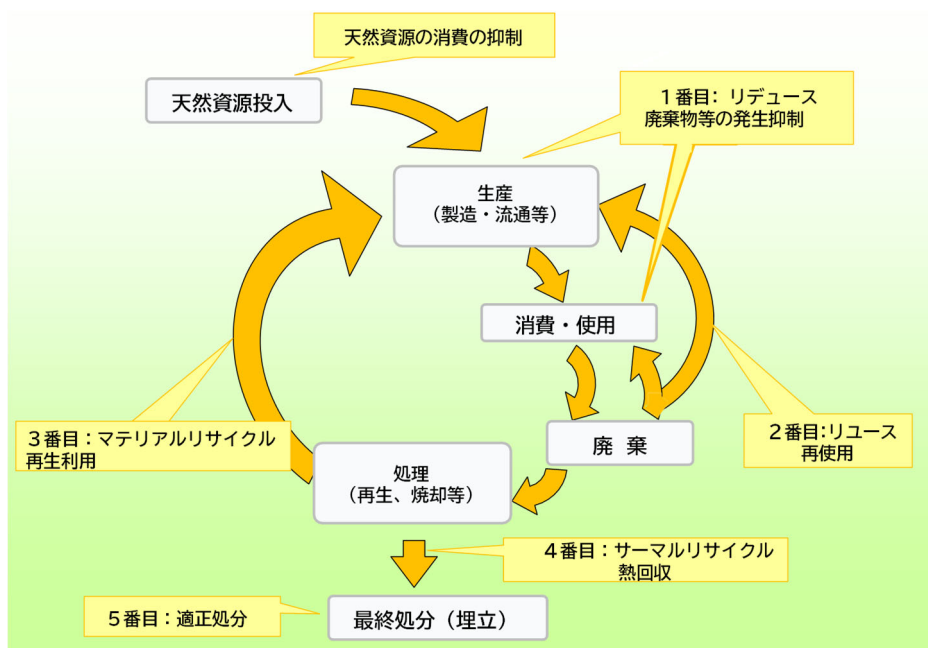 天然資源の消費の抑制
天然資源投入
1番目：リデュース
廃棄物等の発生抑制
生産
（製造・流通等）
消費・使用
3番目：マテリアルリサイクル
再生利用
2番目:リユース
再使用
廃 棄
処理
（再生、焼却等）
4番目：サーマルリサイクル
熱回収
5番目：適正処分
最終処分（埋立）